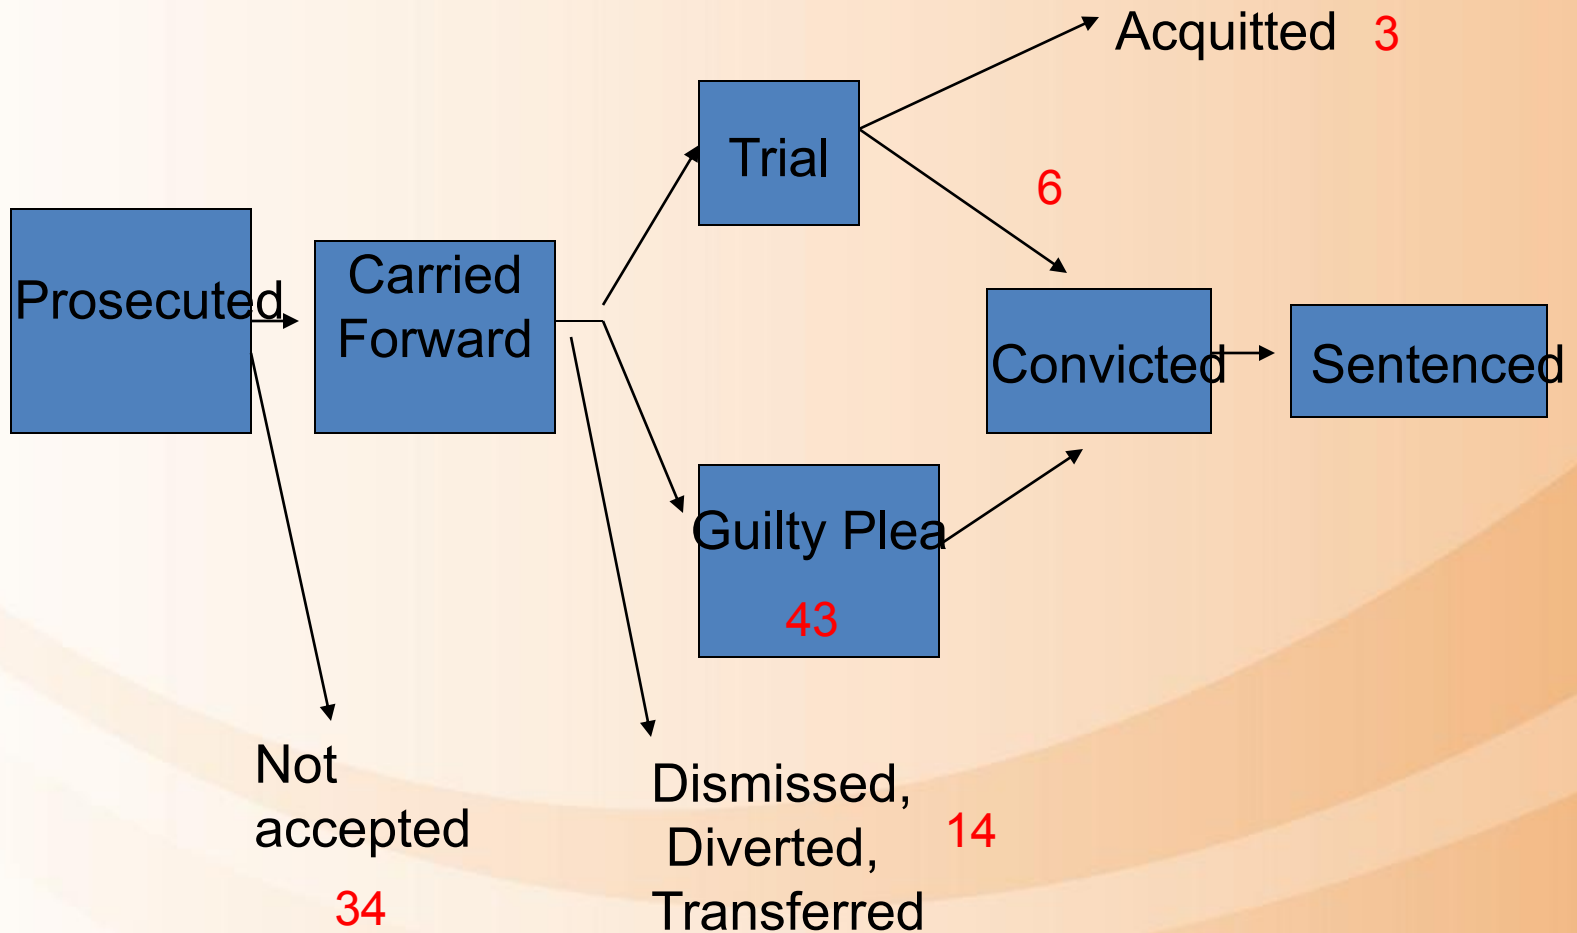 Acquitted 3
Trial
6
Prosecuted
Carried
Forward
Convicted
Sentenced
Guilty Plea
43
Not
accepted
34
Dismissed,
Diverted,
Transferred
14